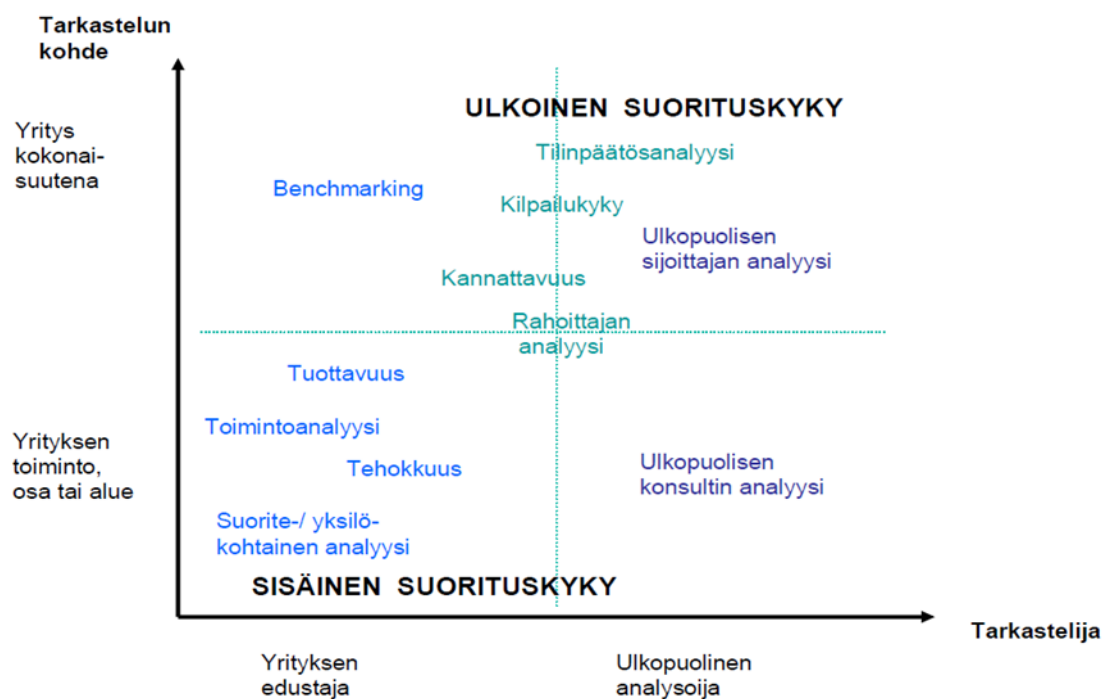 Tarkastelun
kohde
ULKOINEN SUORITUSKYKY
Yritys
kokonai-
suutena
Tilinpäätösanalyysi
Benchmarking
Kilpailukyky
Ulkopuolisen
sijoittajan analyysi
Kannattavuus
Rahoittajan
analyysi
Tuottavuus
Toimintoanalyysi
Yrityksen
toiminto,
osa tai alue
Tehokkuus
Ulkopuolisen
konsultin analyysi
Suorite-/ yksilö-
kohtainen analyysi
SISÄINEN SUORITUSKYKY
Tarkastelija
Yrityksen
edustaja
Ulkopuolinen
analysoija